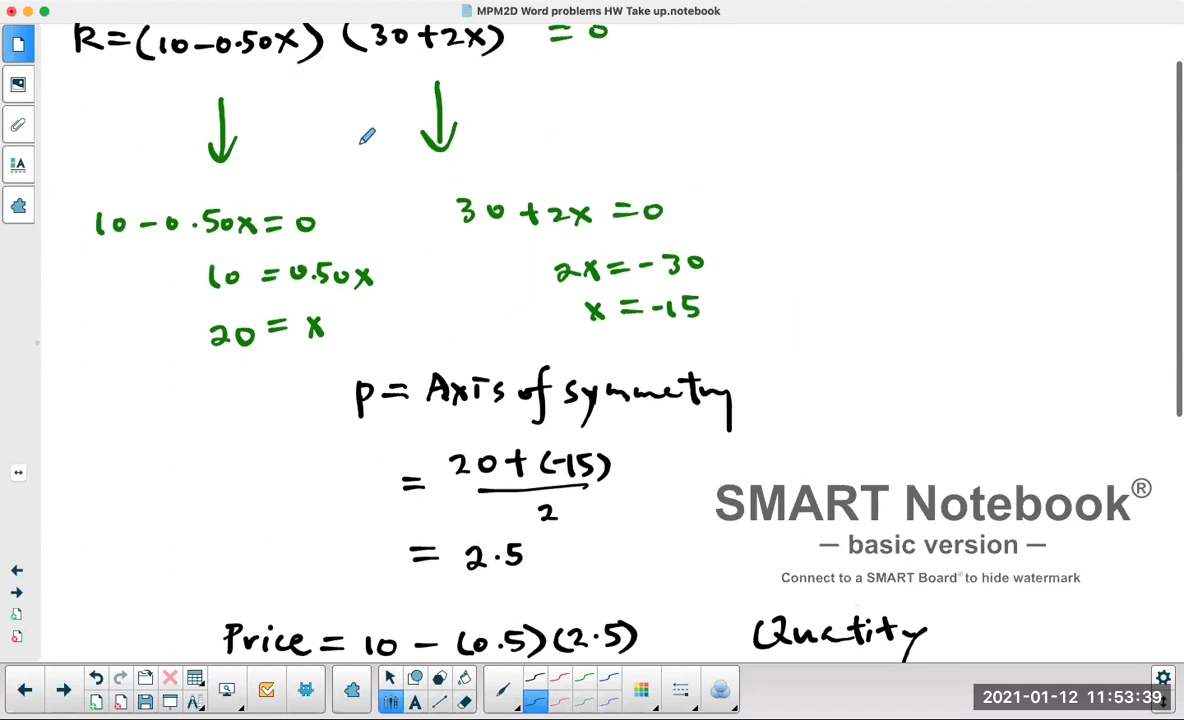 MPM2D Word problems HW Take up.notebook
R=(10-0.50x) (30+2x) = 0
10-0.50x=0
10 =0.50x
20 = x
30 +2x =0
2x=-30
x =-15
p= Axis of symmetry
= 20+(-15)
2
= 2.5
SMART Notebook®
— basic version —
Connect to a SMART Board® to hide watermark
Price = 10 - (0.5)(2.5)
Quatity
2021-01-12 11:53:39